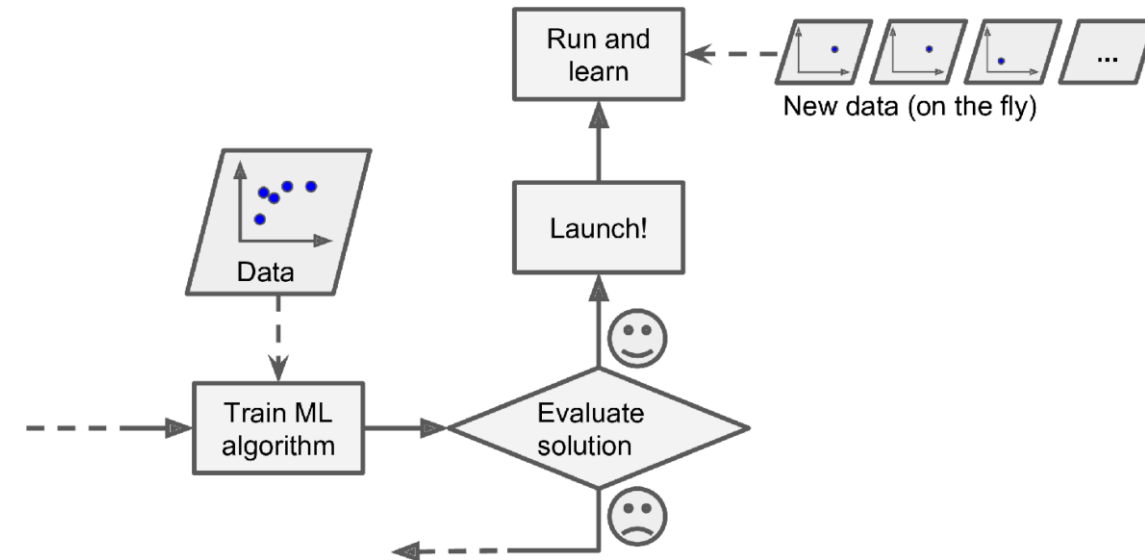 Run and
learn
...
New data (on the fly)
Launch!
Data
Train ML
algorithm
Evaluate
solution